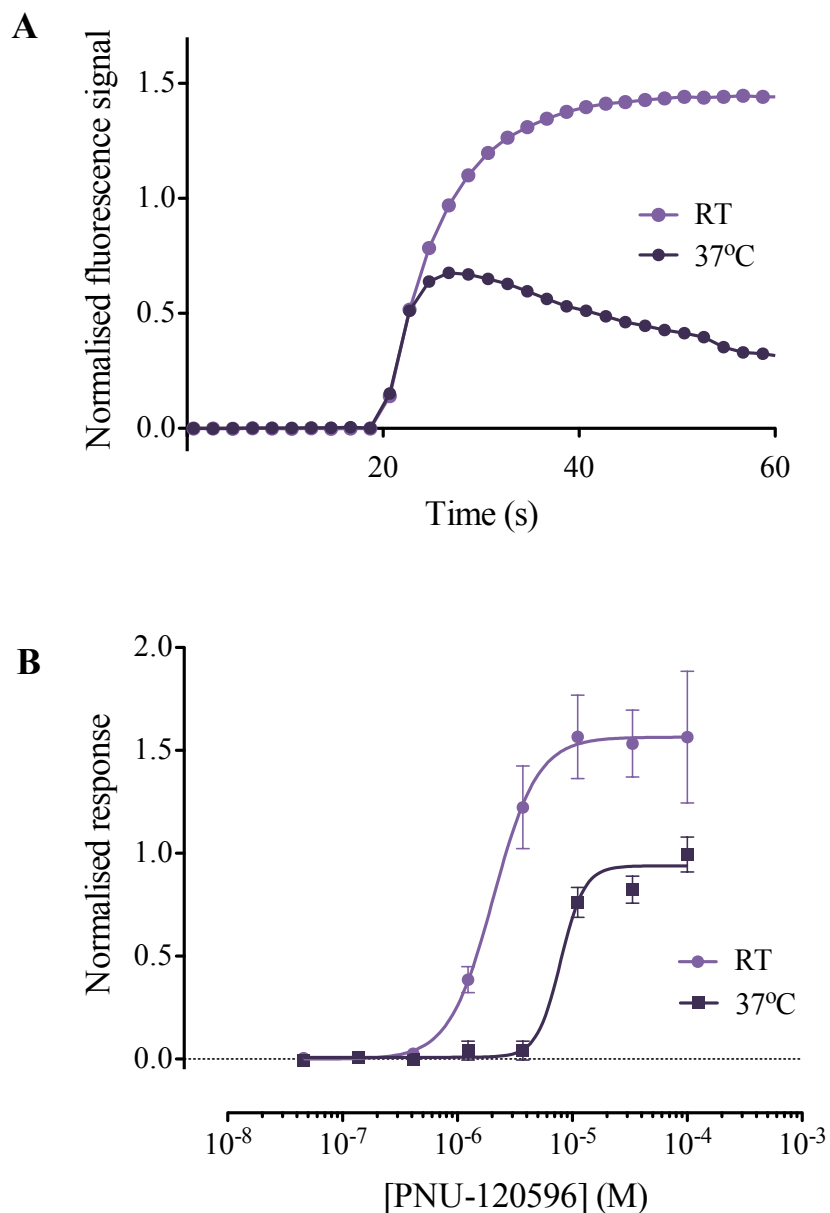 A
Normalised fluorescence signal
1.5
1.0
0.5
0.0
RT
37°C
20
40
60
Time (s)
B
Normalised response
2.0
1.5
1.0
0.5
0.0
RT
37°C
10-8
10-7
10-6
10-5
10-4
10-3
[PNU-120596] (M)